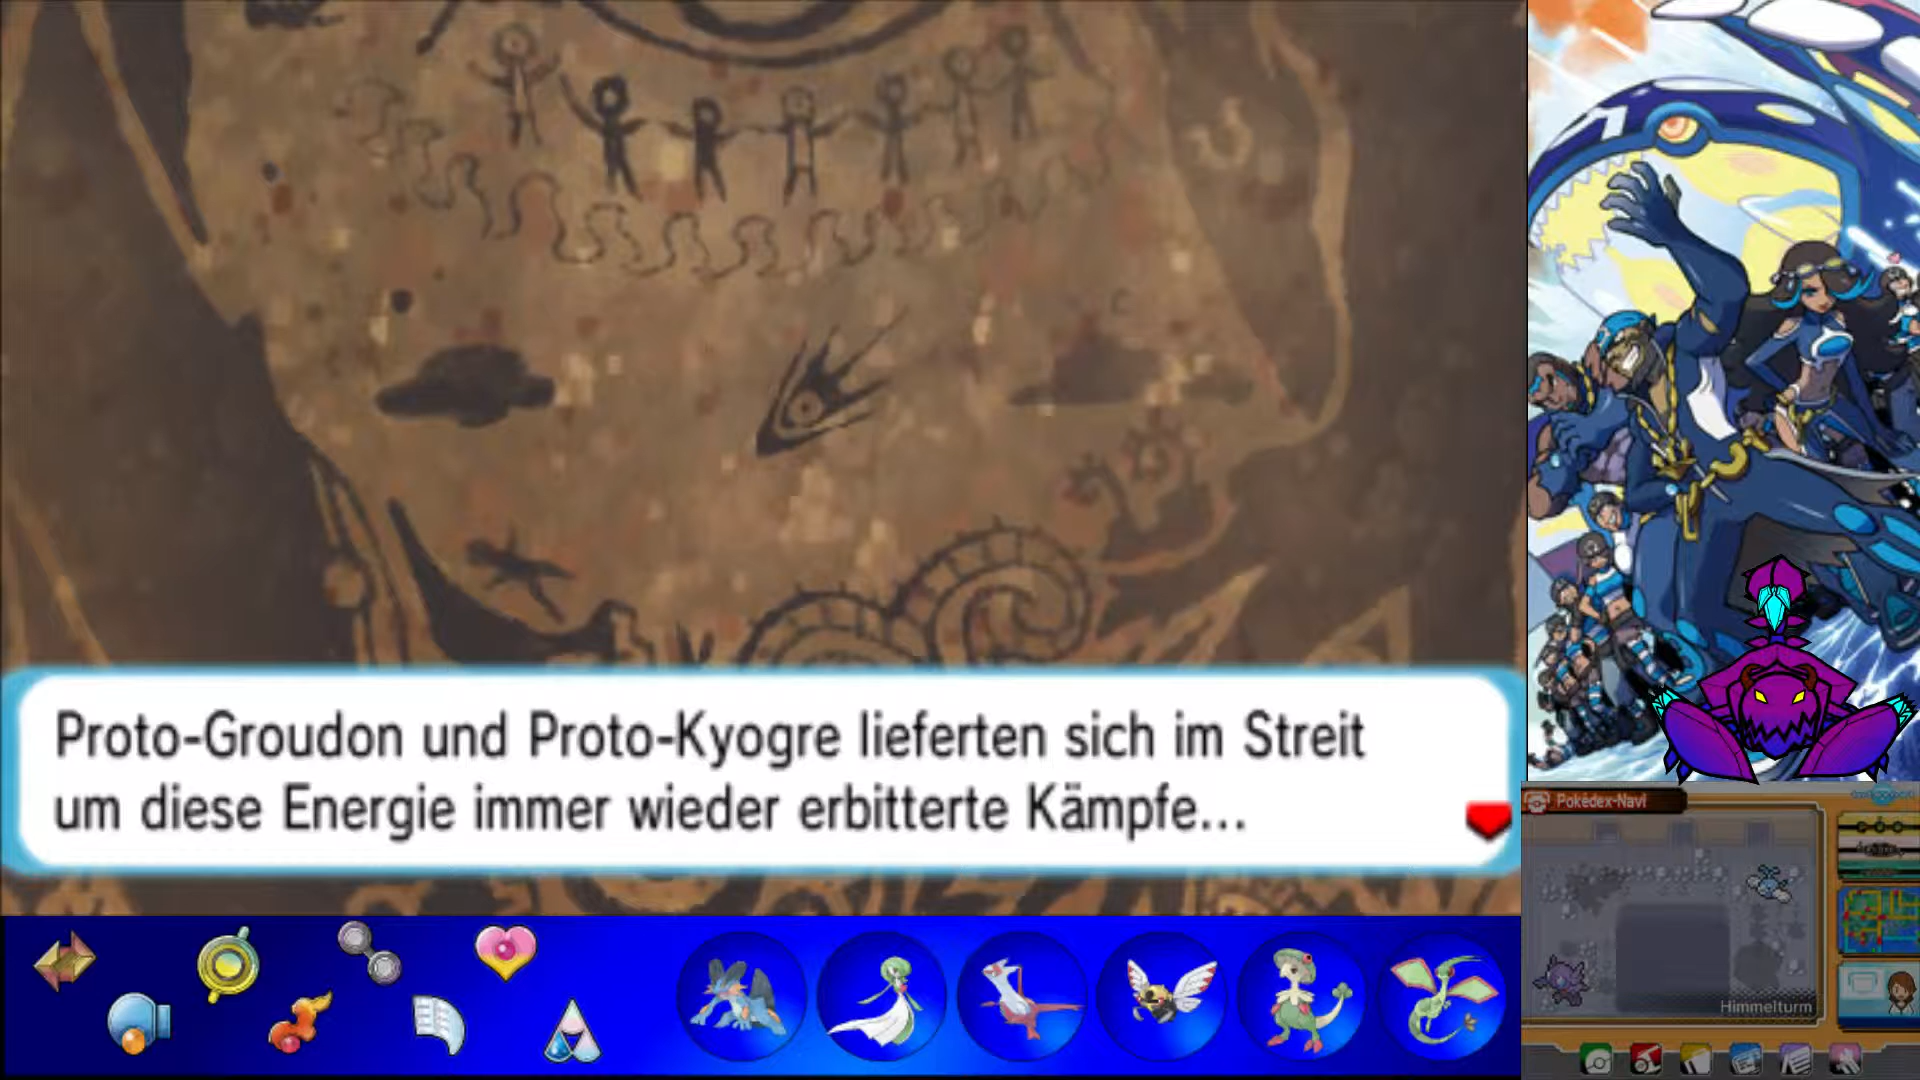 Proto-Groudon und Proto-Kyogre lieferten sich im Streit
um diese Energie immer wieder erbitterte Kämpfe...
Pokédex-Navi
Himmelturm